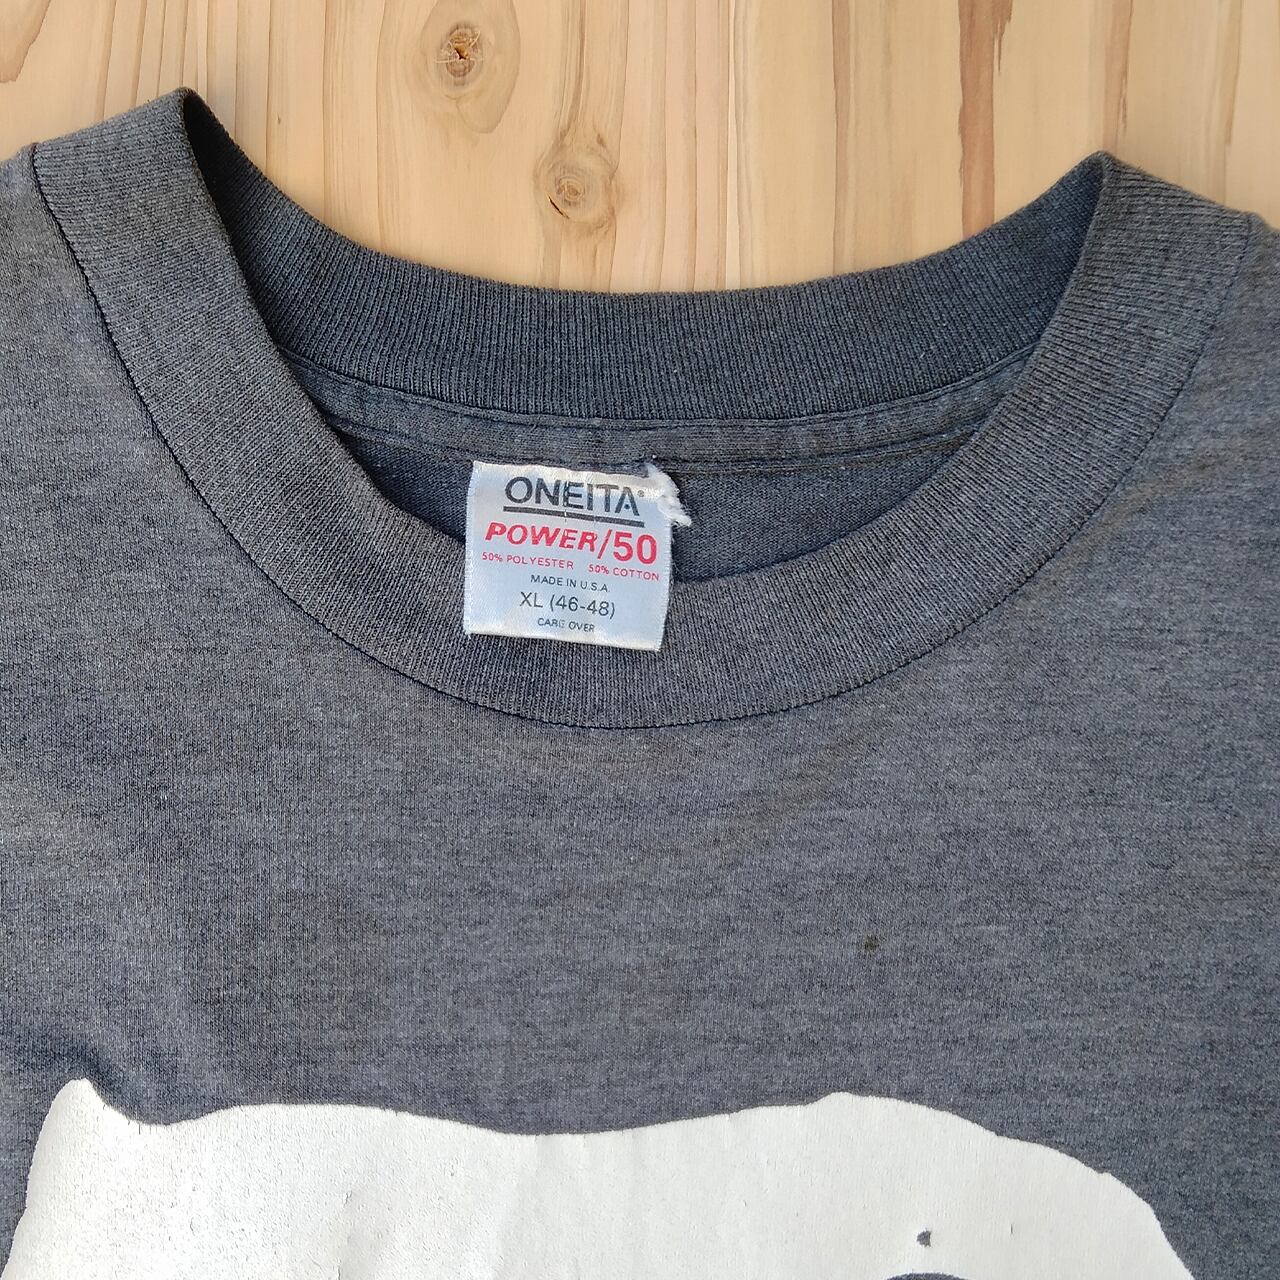 ONEITA®
POWER/50
50% POLYESTER 50% COTTON
MADE IN U.S.A.
XL (46-48)
CARE OVER